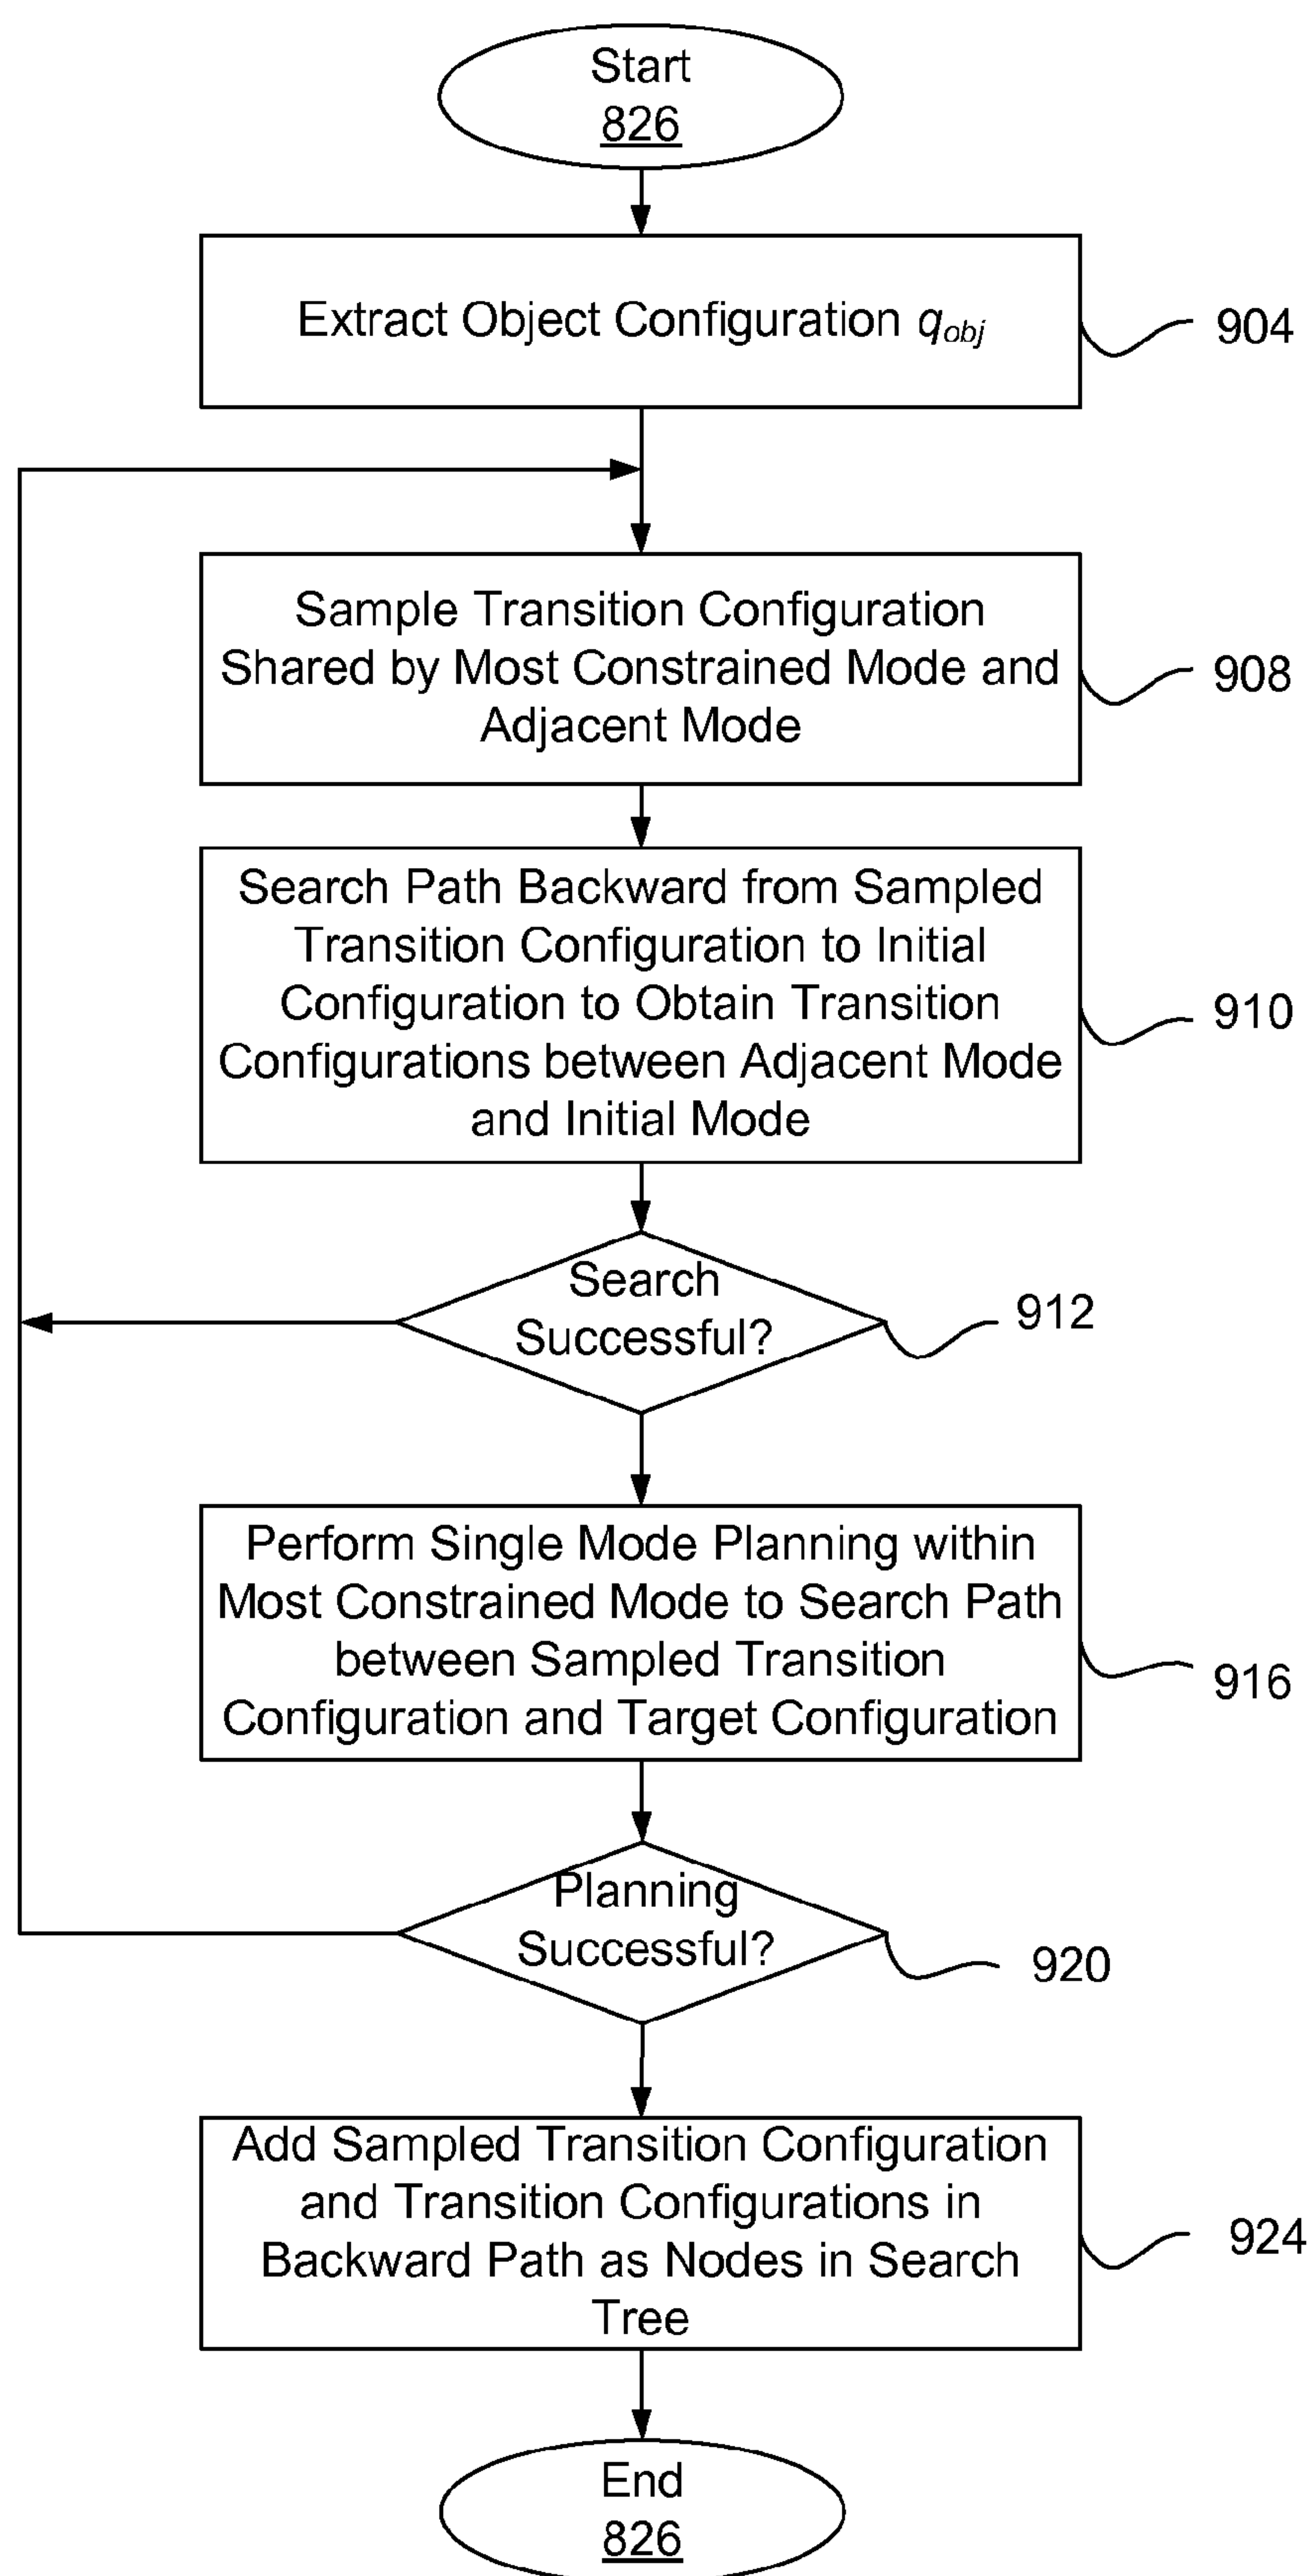 Start
826
Extract Object Configuration qobj
904
Sample Transition Configuration
Shared by Most Constrained Mode and
Adjacent Mode
908
Search Path Backward from Sampled
Transition Configuration to Initial
Configuration to Obtain Transition
Configurations between Adjacent Mode
and Initial Mode
910
Search
Successful?
912
Perform Single Mode Planning within
Most Constrained Mode to Search Path
between Sampled Transition
Configuration and Target Configuration
916
Planning
Successful?
920
Add Sampled Transition Configuration
and Transition Configurations in
Backward Path as Nodes in Search
Tree
924
End
826